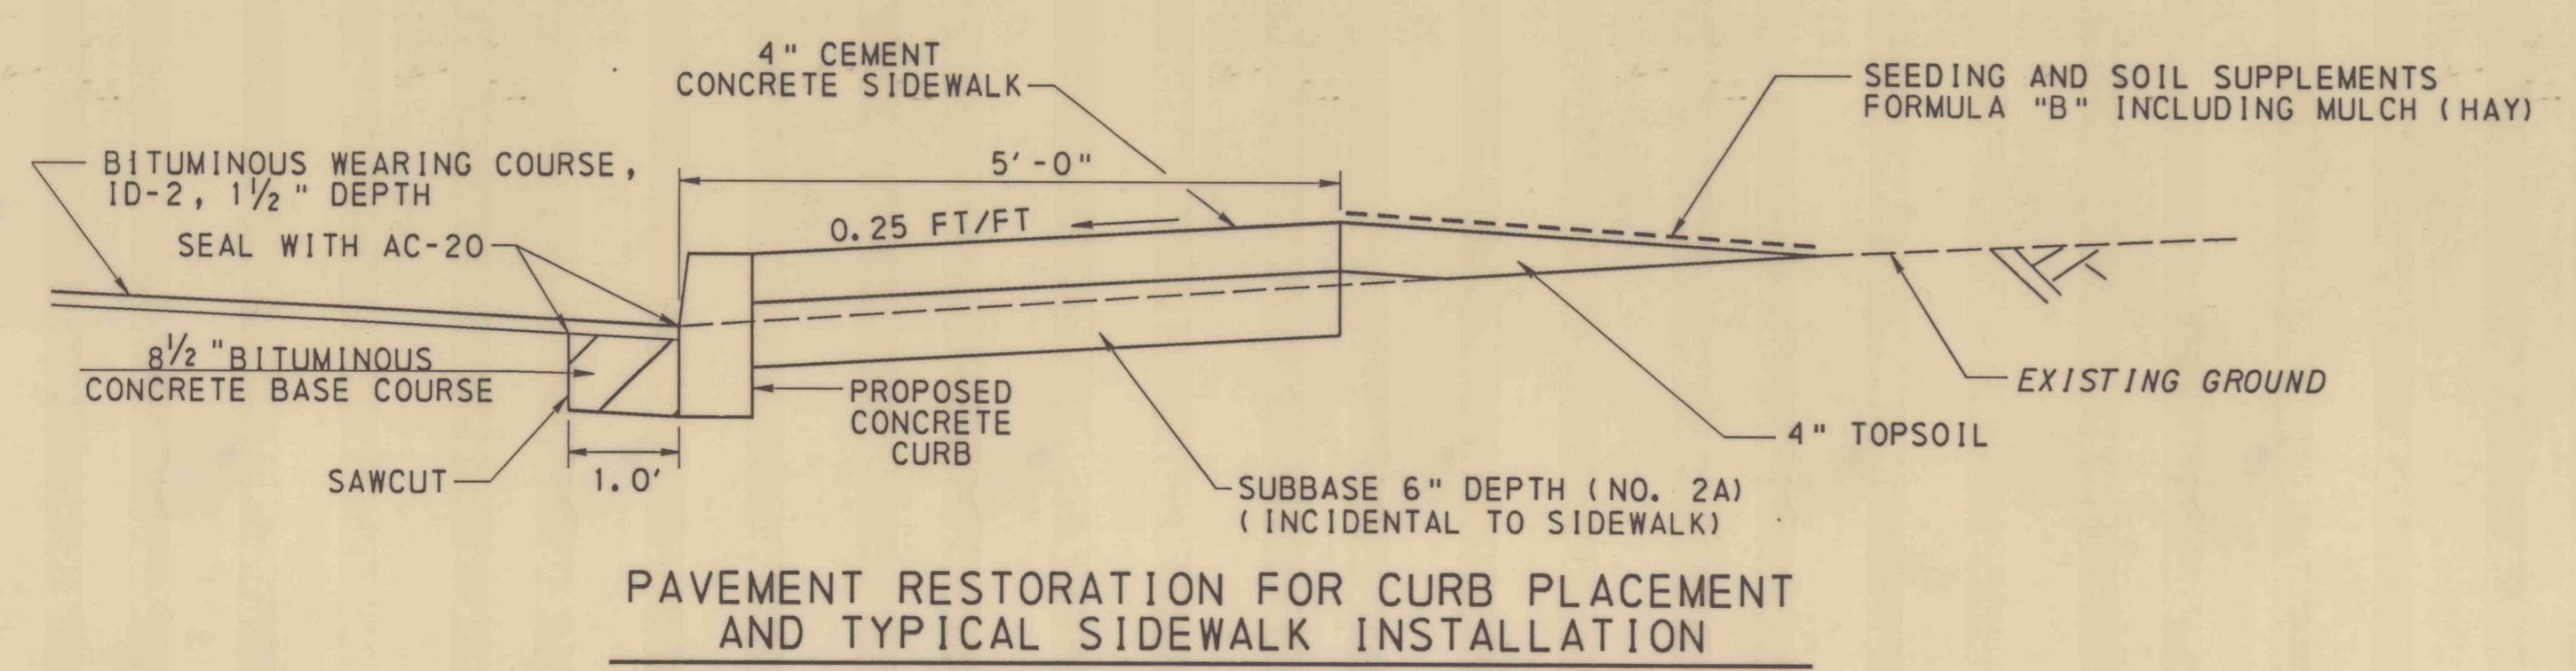 4" CEMENT
CONCRETE SIDEWALK
SEEDING AND SOIL SUPPLEMENTS
FORMULA "B" INCLUDING MULCH (HAY)
BITUMINOUS WEARING COURSE,
ID-2, 1½" DEPTH
5'-0"
0.25 FT/FT
SEAL WITH AC-20
8½" BITUMINOUS
CONCRETE BASE COURSE
PROPOSED
CONCRETE
CURB
EXISTING GROUND
4" TOPSOIL
SAWCUT
1.0'
SUBBASE 6" DEPTH (NO. 2A)
(INCIDENTAL TO SIDEWALK)
PAVEMENT RESTORATION FOR CURB PLACEMENT
AND TYPICAL SIDEWALK INSTALLATION